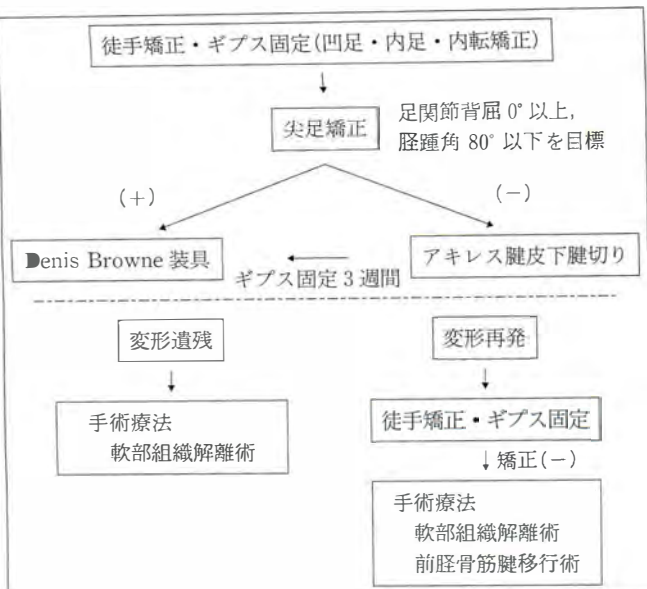 徒手矯正・ギプス固定(凹足・内足・内転矯正)
尖足矯正
足関節背屈 0° 以上,
脛踵角 80° 以下を目標
(+)
(−)
Denis Browne 装具
アキレス腱皮下腱切り
ギプス固定 3 週間
変形遺残
変形再発
手術療法
軟部組織解離術
徒手矯正・ギプス固定
矯正(−)
手術療法
軟部組織解離術
前脛骨筋腱移行術